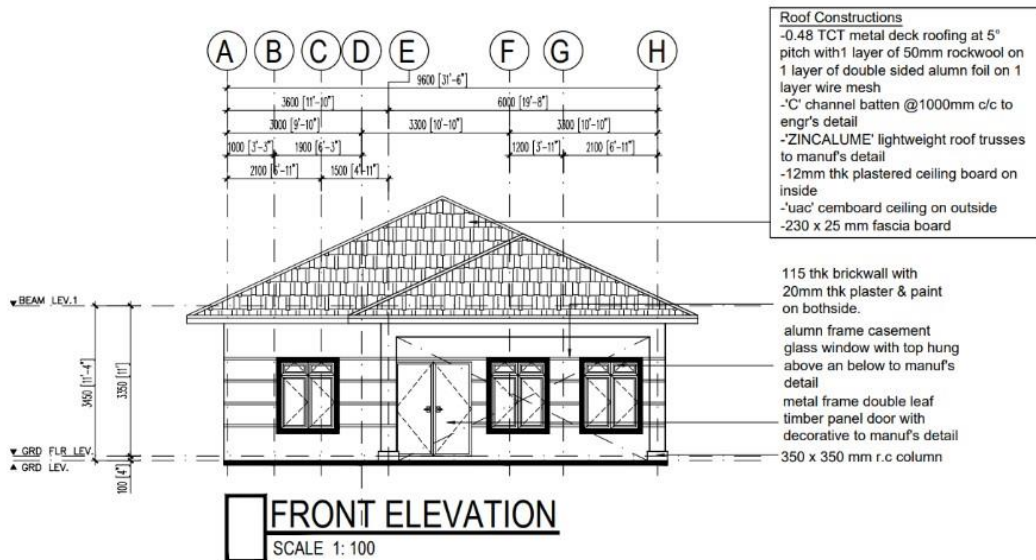 Roof Constructions
-0.48 TCT metal deck roofing at 5°
pitch with1 layer of 50mm rockwool on
1 layer of double sided alumn foil on 1
layer wire mesh
-'C' channel batten @1000mm c/c to
engr's detail
-'ZINCALUME' lightweight roof trusses
to manuf's detail
-12mm thk plastered ceiling board on
inside
-'uac' cemboard ceiling on outside
-230 x 25 mm fascia board
A B C D E F G H
9600 [31'-6"]
3600 [11'-10"] 6000 [19'-8"]
3000 [9'-10"] 3300 [10'-10"] 3300 [10'-10"]
1000 [3'-3"] 1900 [6'-3"] 1200 [3'-11"] 2100 [6'-11"]
2100 [6'-11"] 1500 [4'-11"]
115 thk brickwall with
20mm thk plaster & paint
on bothside.
alumn frame casement
glass window with top hung
above an below to manuf's
detail
metal frame double leaf
timber panel door with
decorative to manuf's detail
350 x 350 mm r.c column
BEAM LEV.1
3450 [11'-4"]
3350 [11']
GRD FLR LEV.
GRD LEV.
100 [4"]
FRONT ELEVATION
SCALE 1: 100